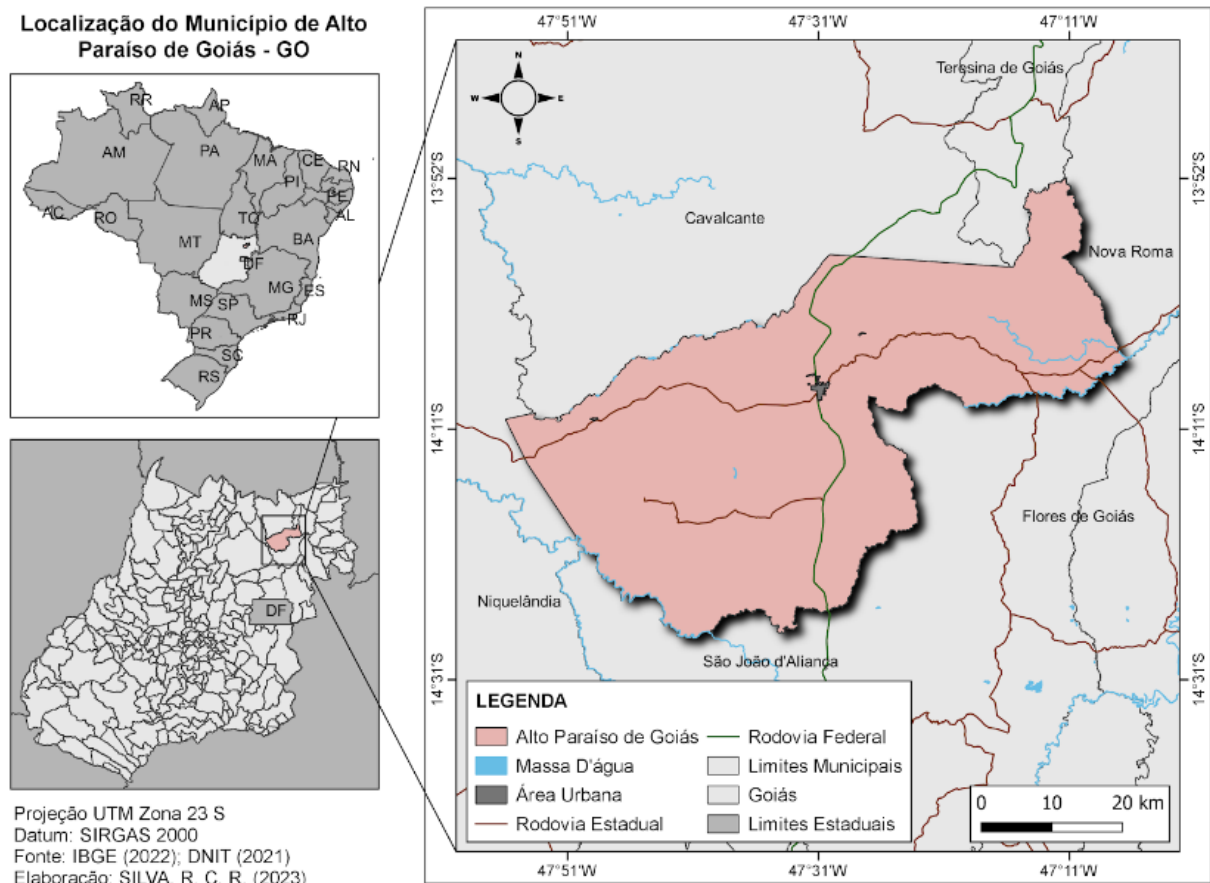 Localização do Município de Alto
Paraíso de Goiás - GO
RR
AP
AM
PA
MA
CE
RN
PI
PE
AC
RO
TO
AL
MT
BA
DF
MG
ES
MS
SP
RJ
PR
SC
RS
DF
Projeção UTM Zona 23 S
Datum: SIRGAS 2000
Fonte: IBGE (2022); DNIT (2021)
Elaboração: SILVA, R. C. R. (2023)
47°51'W
47°31'W
47°11'W
N
W
E
S
Teresina de Goiás
13°52'S
13°52'S
Cavalcante
Nova Roma
14°11'S
14°11'S
Flores de Goiás
Niquelândia
São João d'Aliança
14°31'S
14°31'S
LEGENDA
Alto Paraíso de Goiás
Rodovia Federal
Massa D'água
Limites Municipais
Área Urbana
Goiás
Rodovia Estadual
Limites Estaduais
0 10 20 km
47°51'W
47°31'W
47°11'W